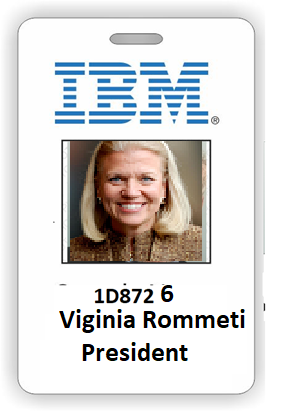 IBM®
1D872 6
Viginia Rommeti
President